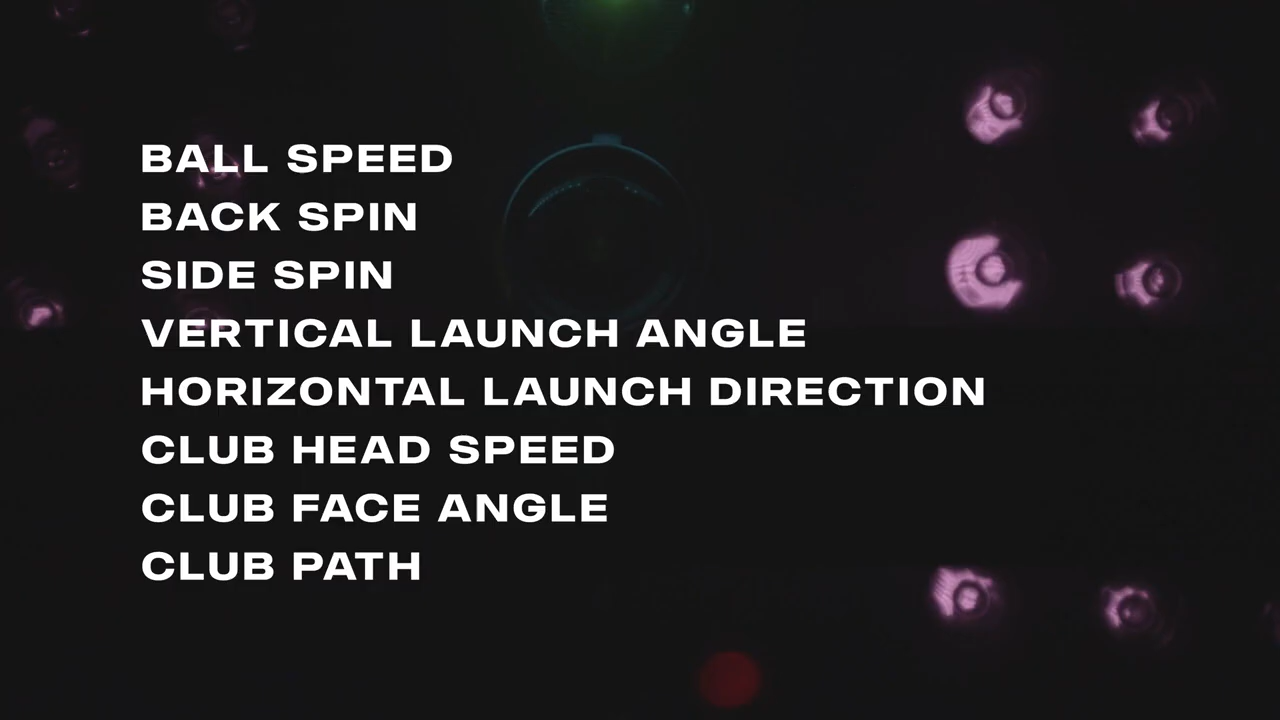 BALL SPEED
BACK SPIN
SIDE SPIN
VERTICAL LAUNCH ANGLE
HORIZONTAL LAUNCH DIRECTION
CLUB HEAD SPEED
CLUB FACE ANGLE
CLUB PATH